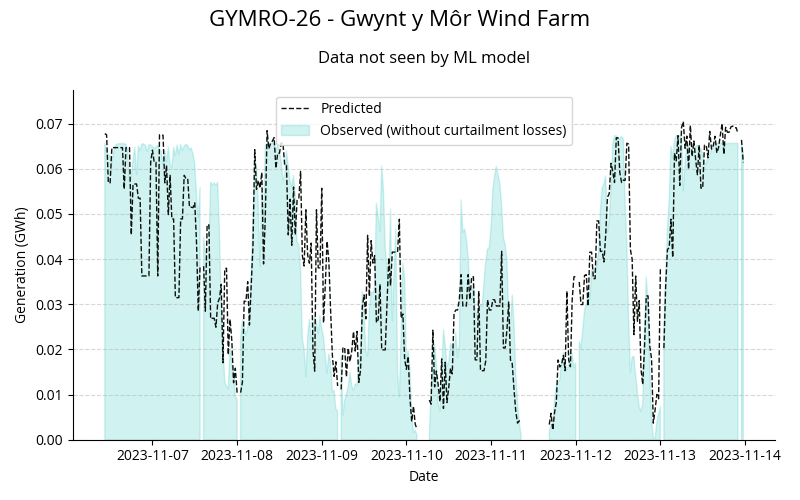 GYMRO-26 - Gwynt y Môr Wind Farm
Data not seen by ML model
Predicted
Observed (without curtailment losses)
Generation (GWh)
0.07
0.06
0.05
0.04
0.03
0.02
0.01
0.00
2023-11-07
2023-11-08
2023-11-09
2023-11-10
2023-11-11
2023-11-12
2023-11-13
2023-11-14
Date